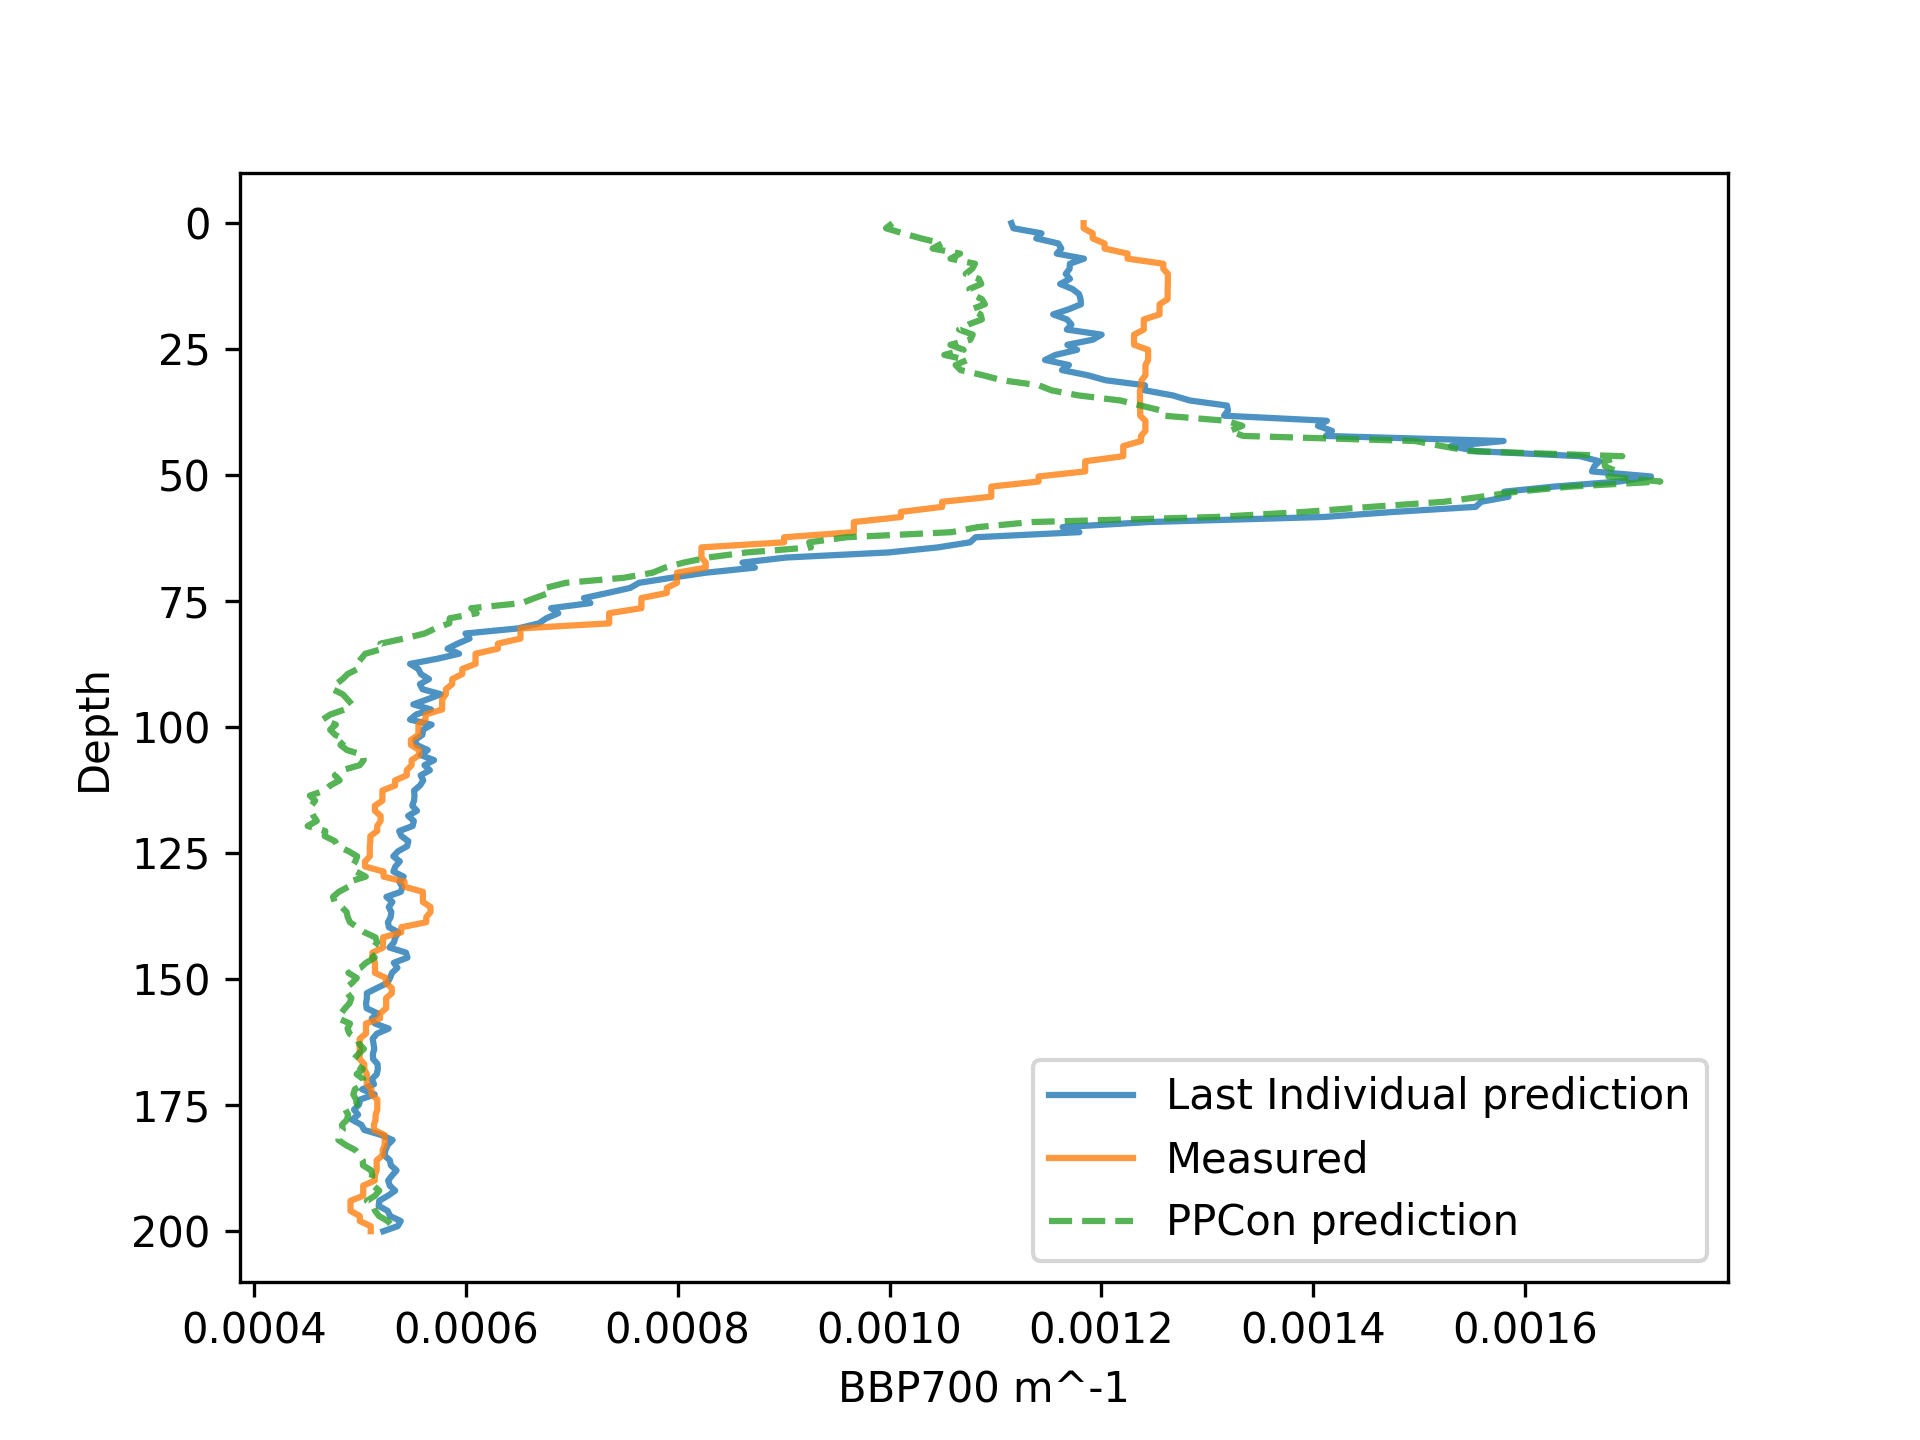 0
25
50
75
100
125
150
175
200
Depth
Last Individual prediction
Measured
PPCon prediction
0.0004 0.0006 0.0008 0.0010 0.0012 0.0014 0.0016
BBP700 m^-1